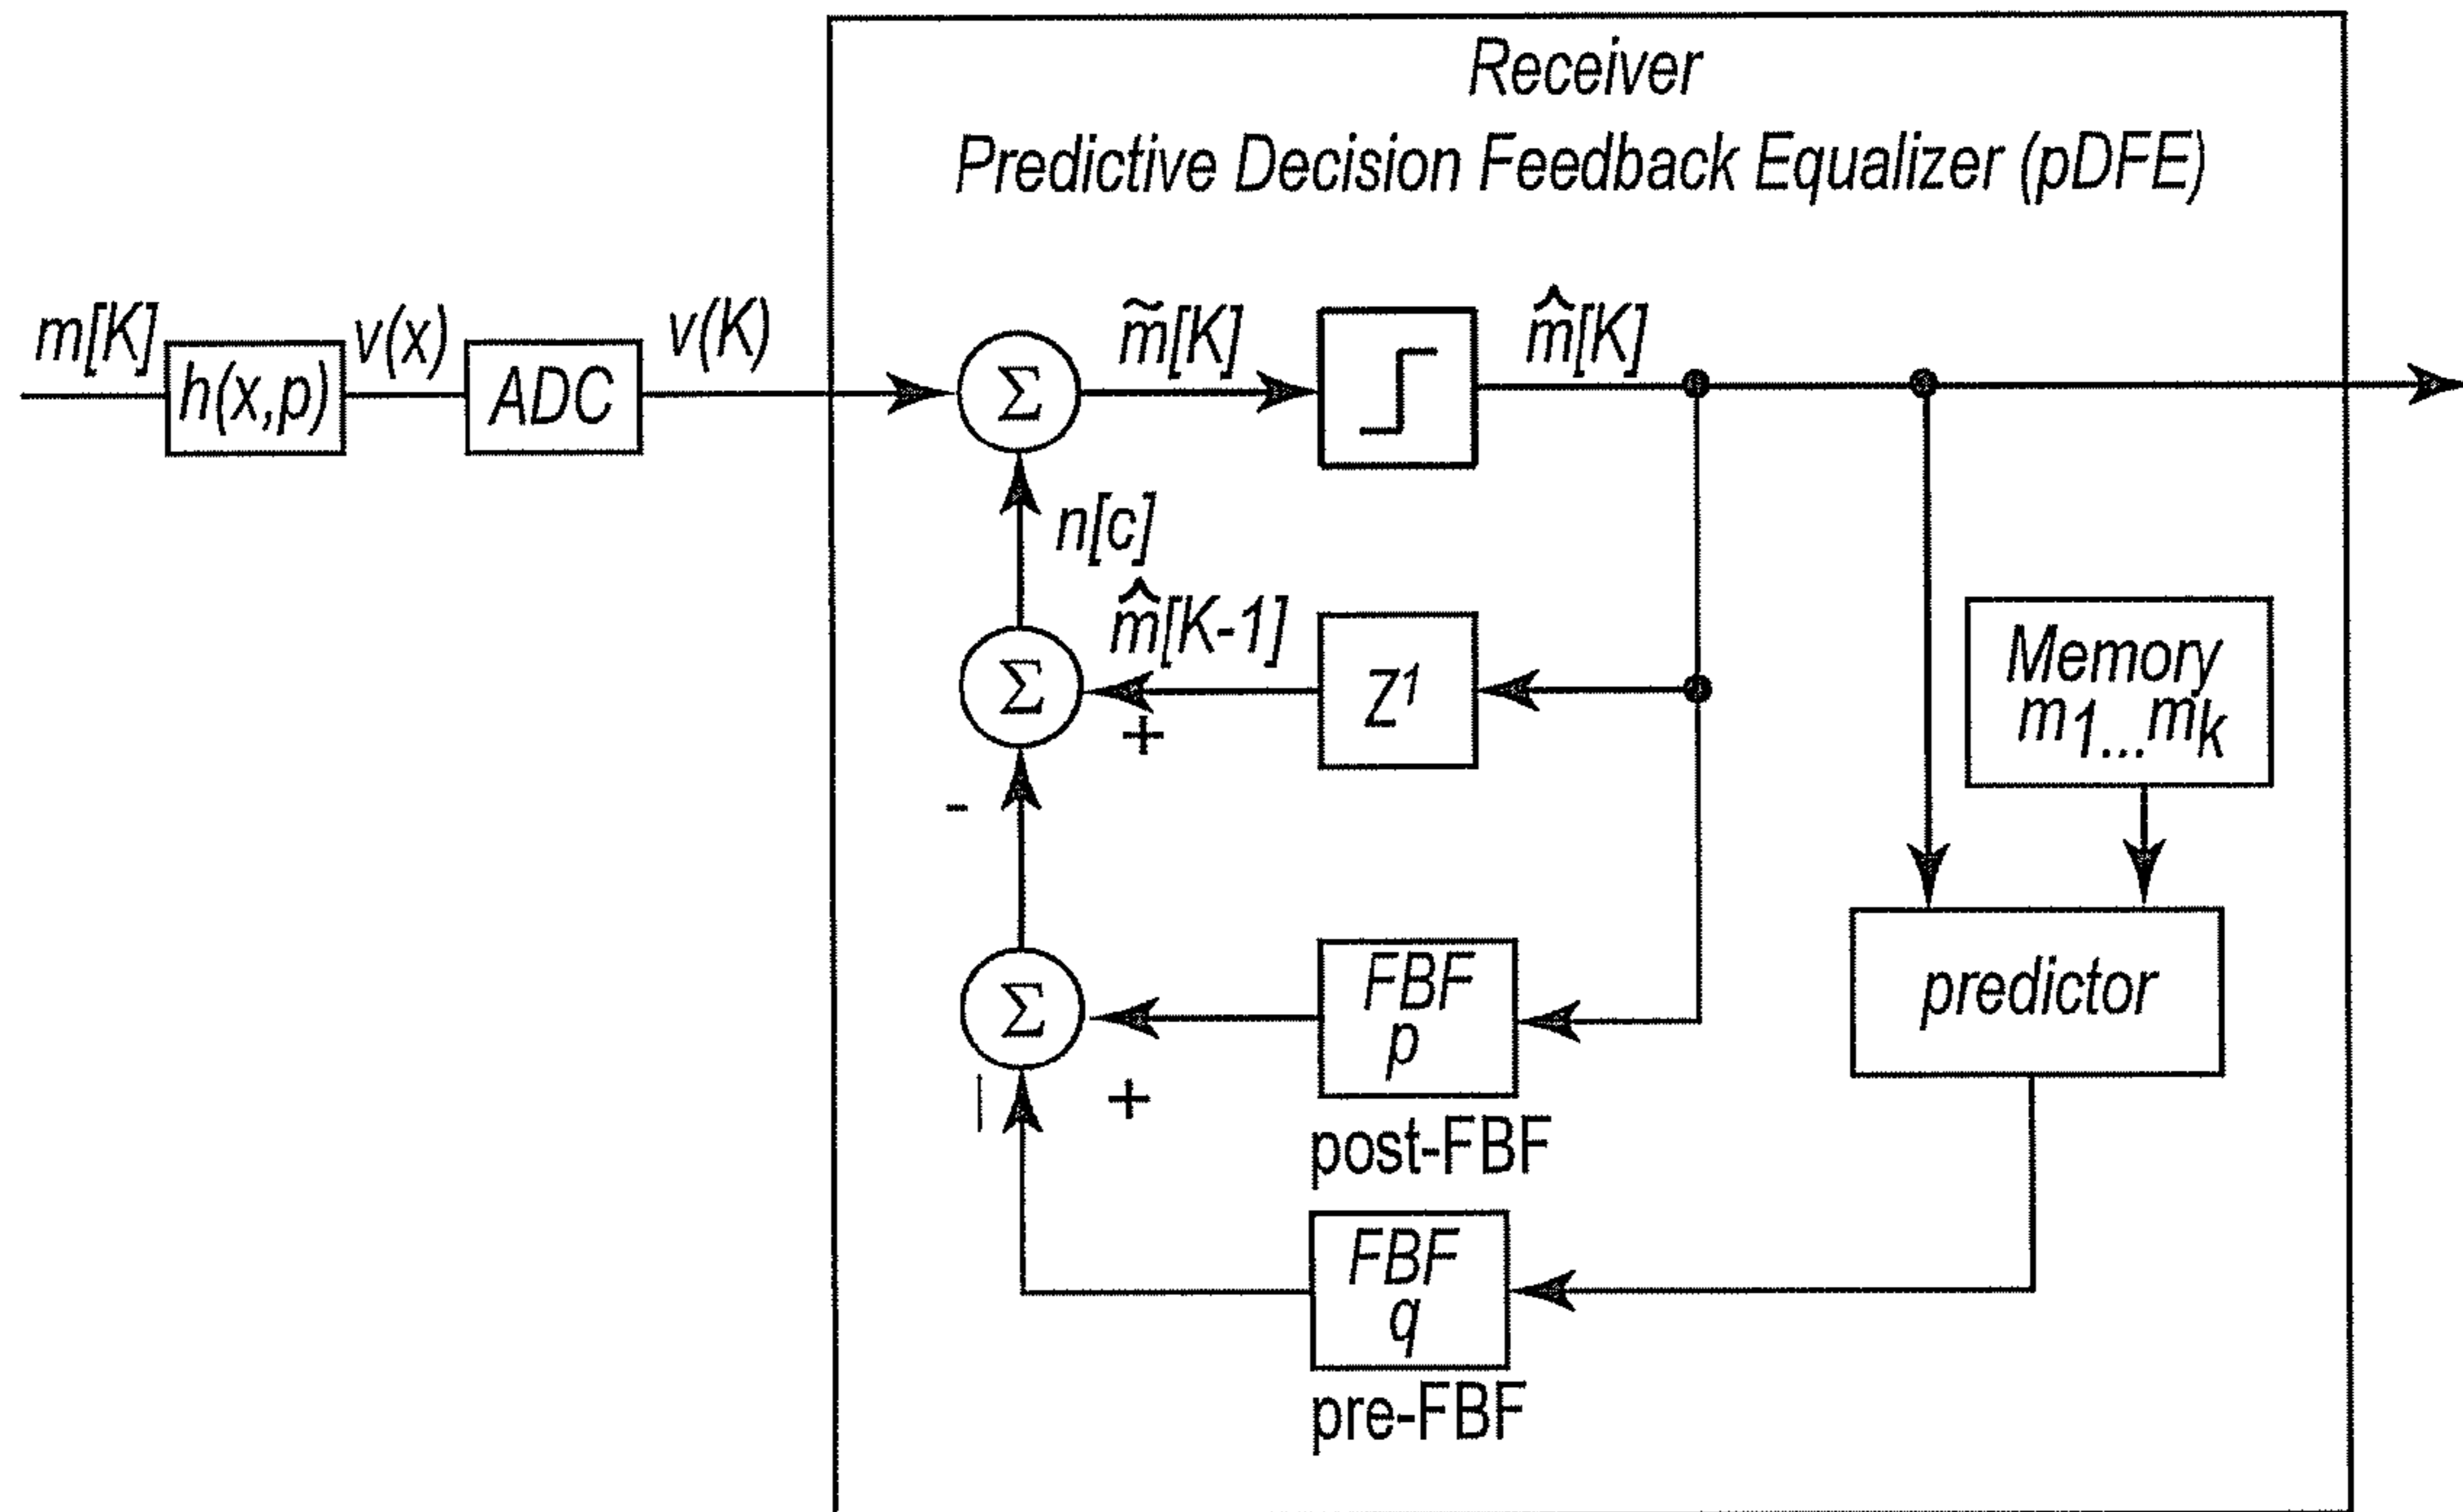 Receiver
Predictive Decision Feedback Equalizer (pDFE)
m[K]
h(x,p)
v(x)
ADC
v(K)
Σ
m̃[K]
m̂[K]
n[c]
m̂[K-1]
Σ
+
Z¹
-
Memory
m₁...mₖ
Σ
+
FBF
p
post-FBF
predictor
FBF
q
pre-FBF